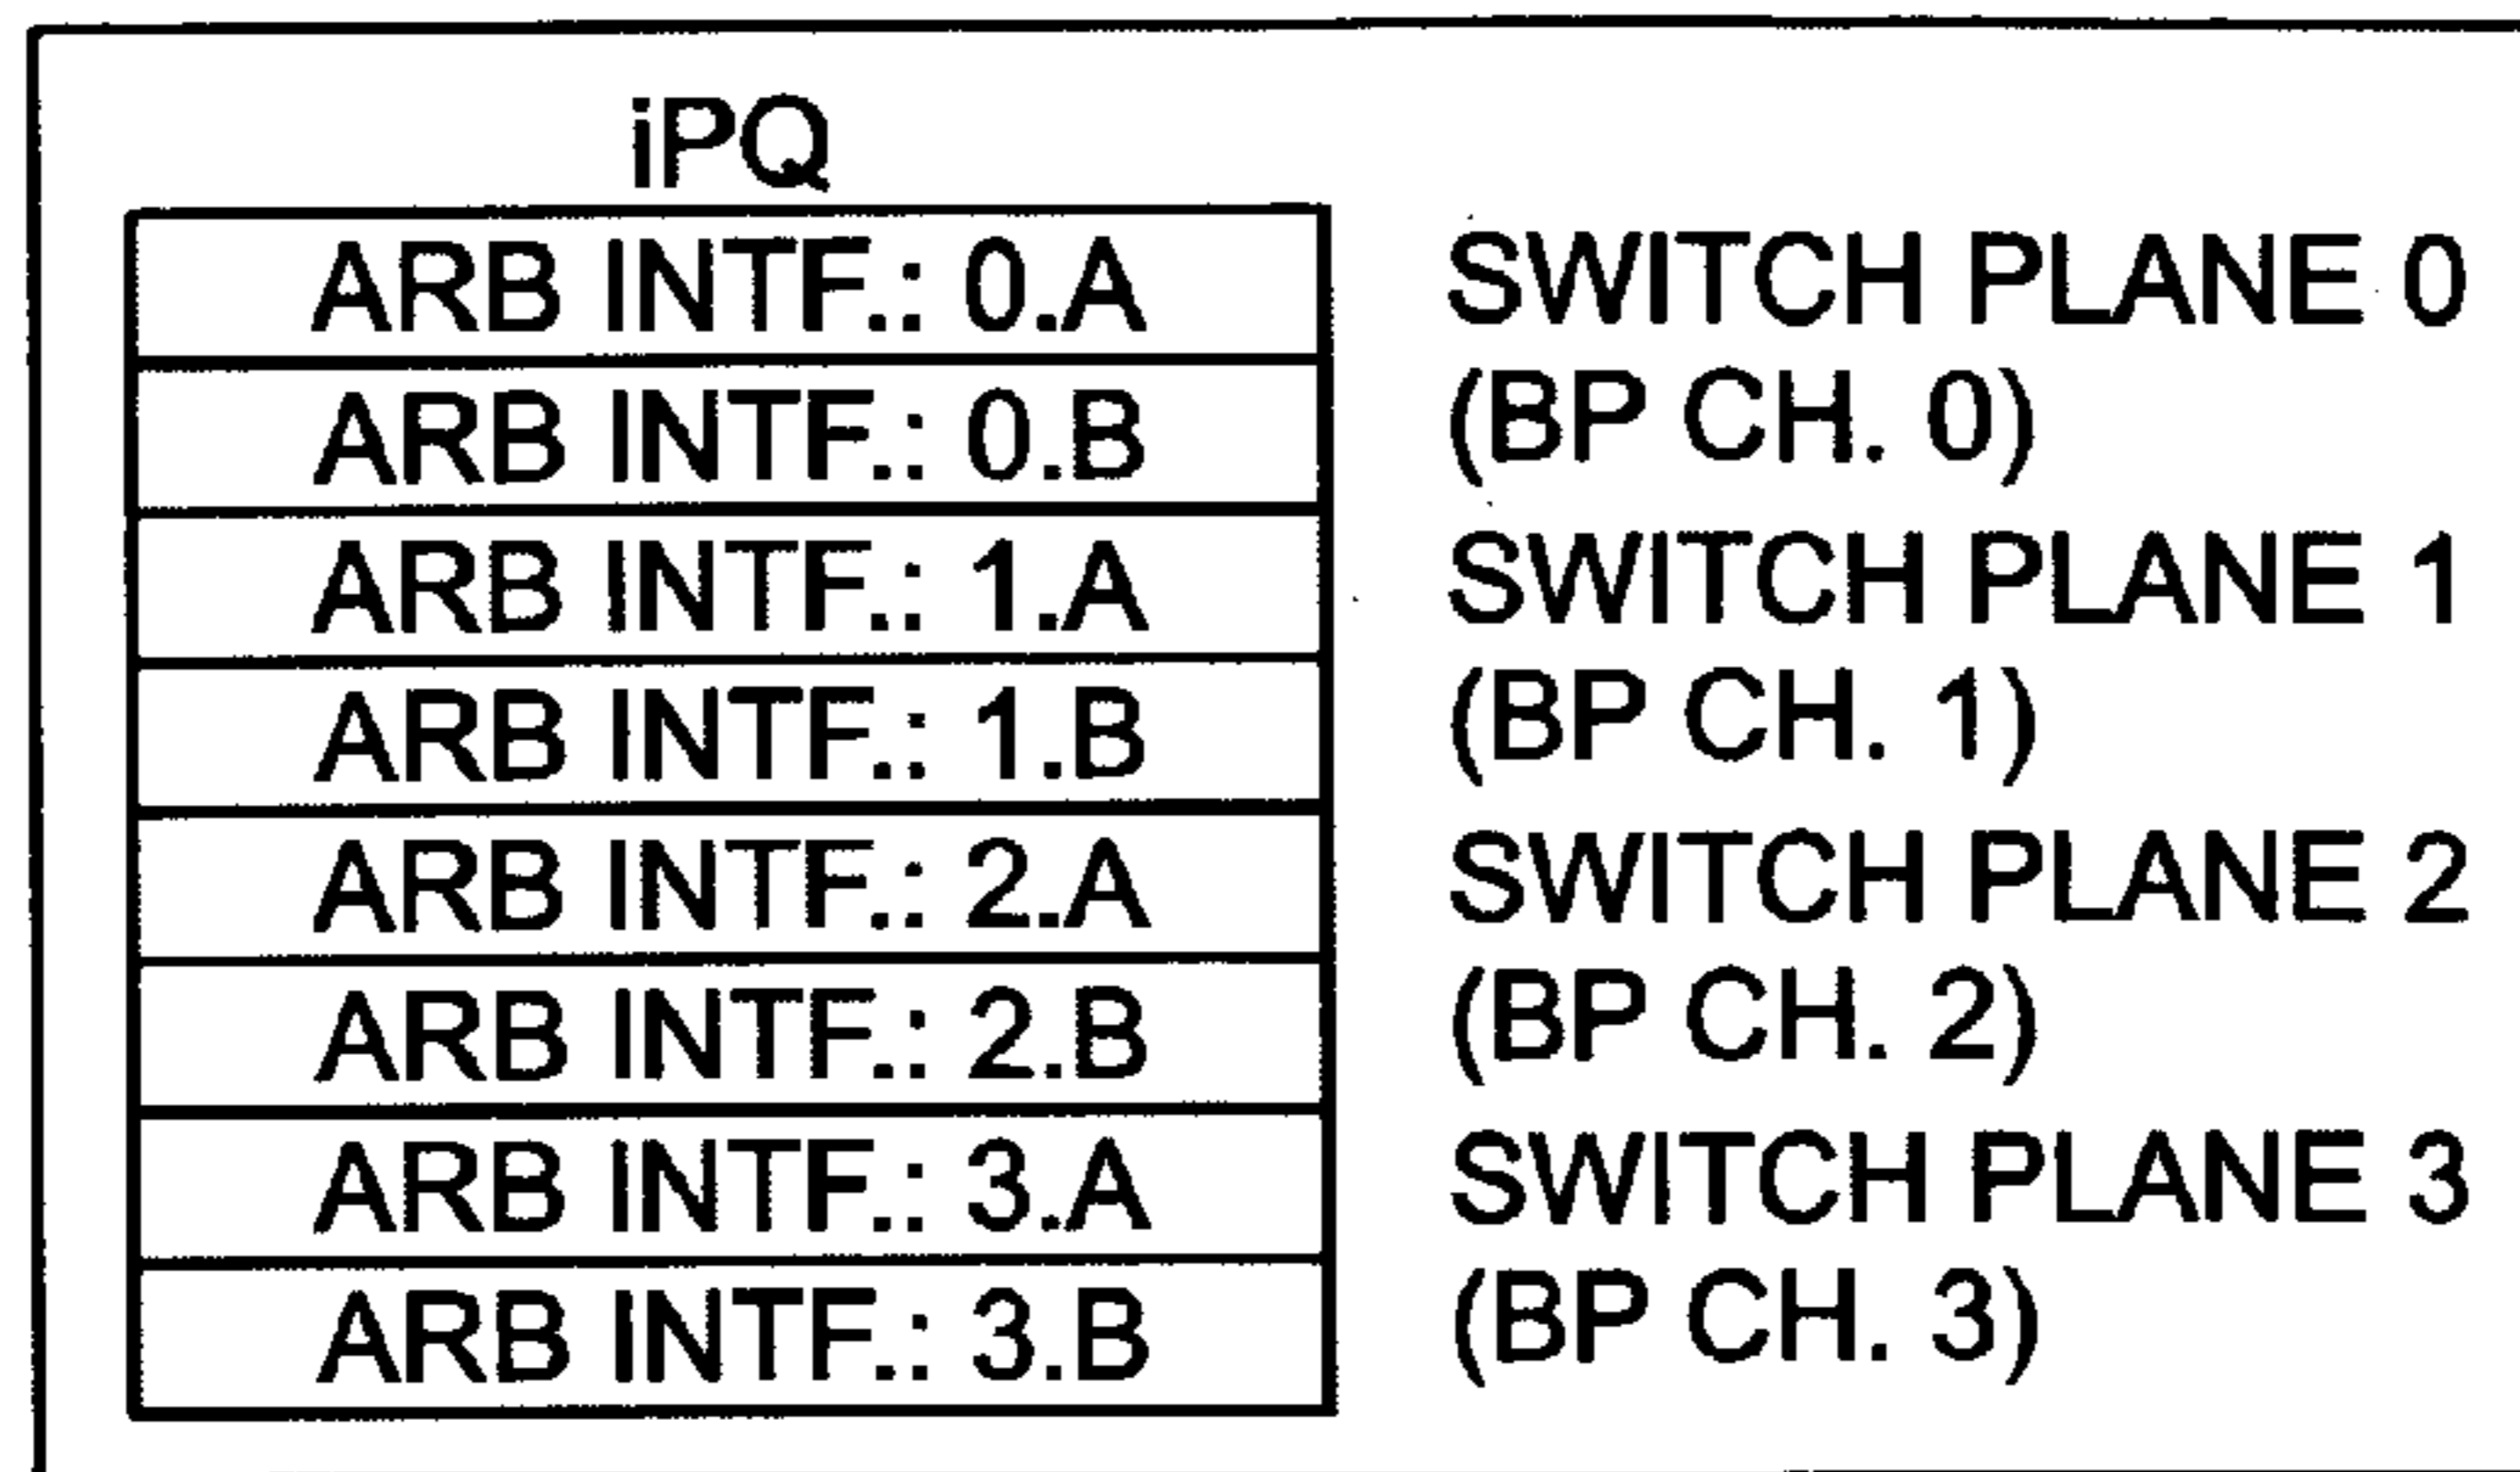 iPQ
ARB INTF.: 0.A
ARB INTF.: 0.B
ARB INTF.: 1.A
ARB INTF.: 1.B
ARB INTF.: 2.A
ARB INTF.: 2.B
ARB INTF.: 3.A
ARB INTF.: 3.B
SWITCH PLANE 0
(BP CH. 0)
SWITCH PLANE 1
(BP CH. 1)
SWITCH PLANE 2
(BP CH. 2)
SWITCH PLANE 3
(BP CH. 3)